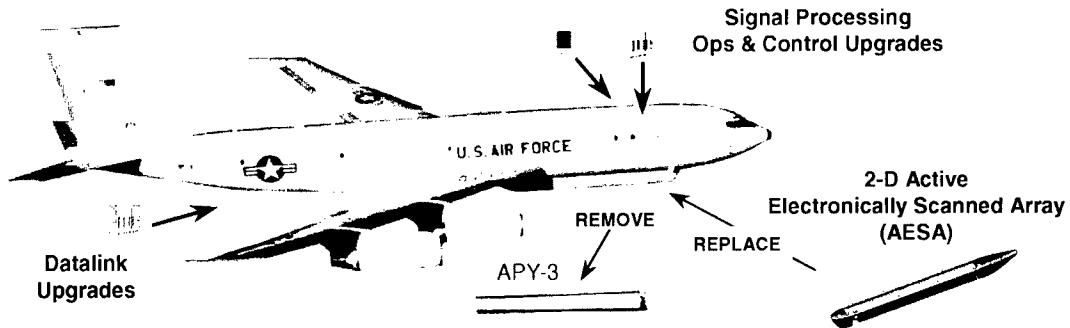 Signal Processing
Ops & Control Upgrades
U.S. AIR FORCE
2-D Active
Electronically Scanned Array
(AESA)
REMOVE
REPLACE
Datalink
Upgrades
APY-3